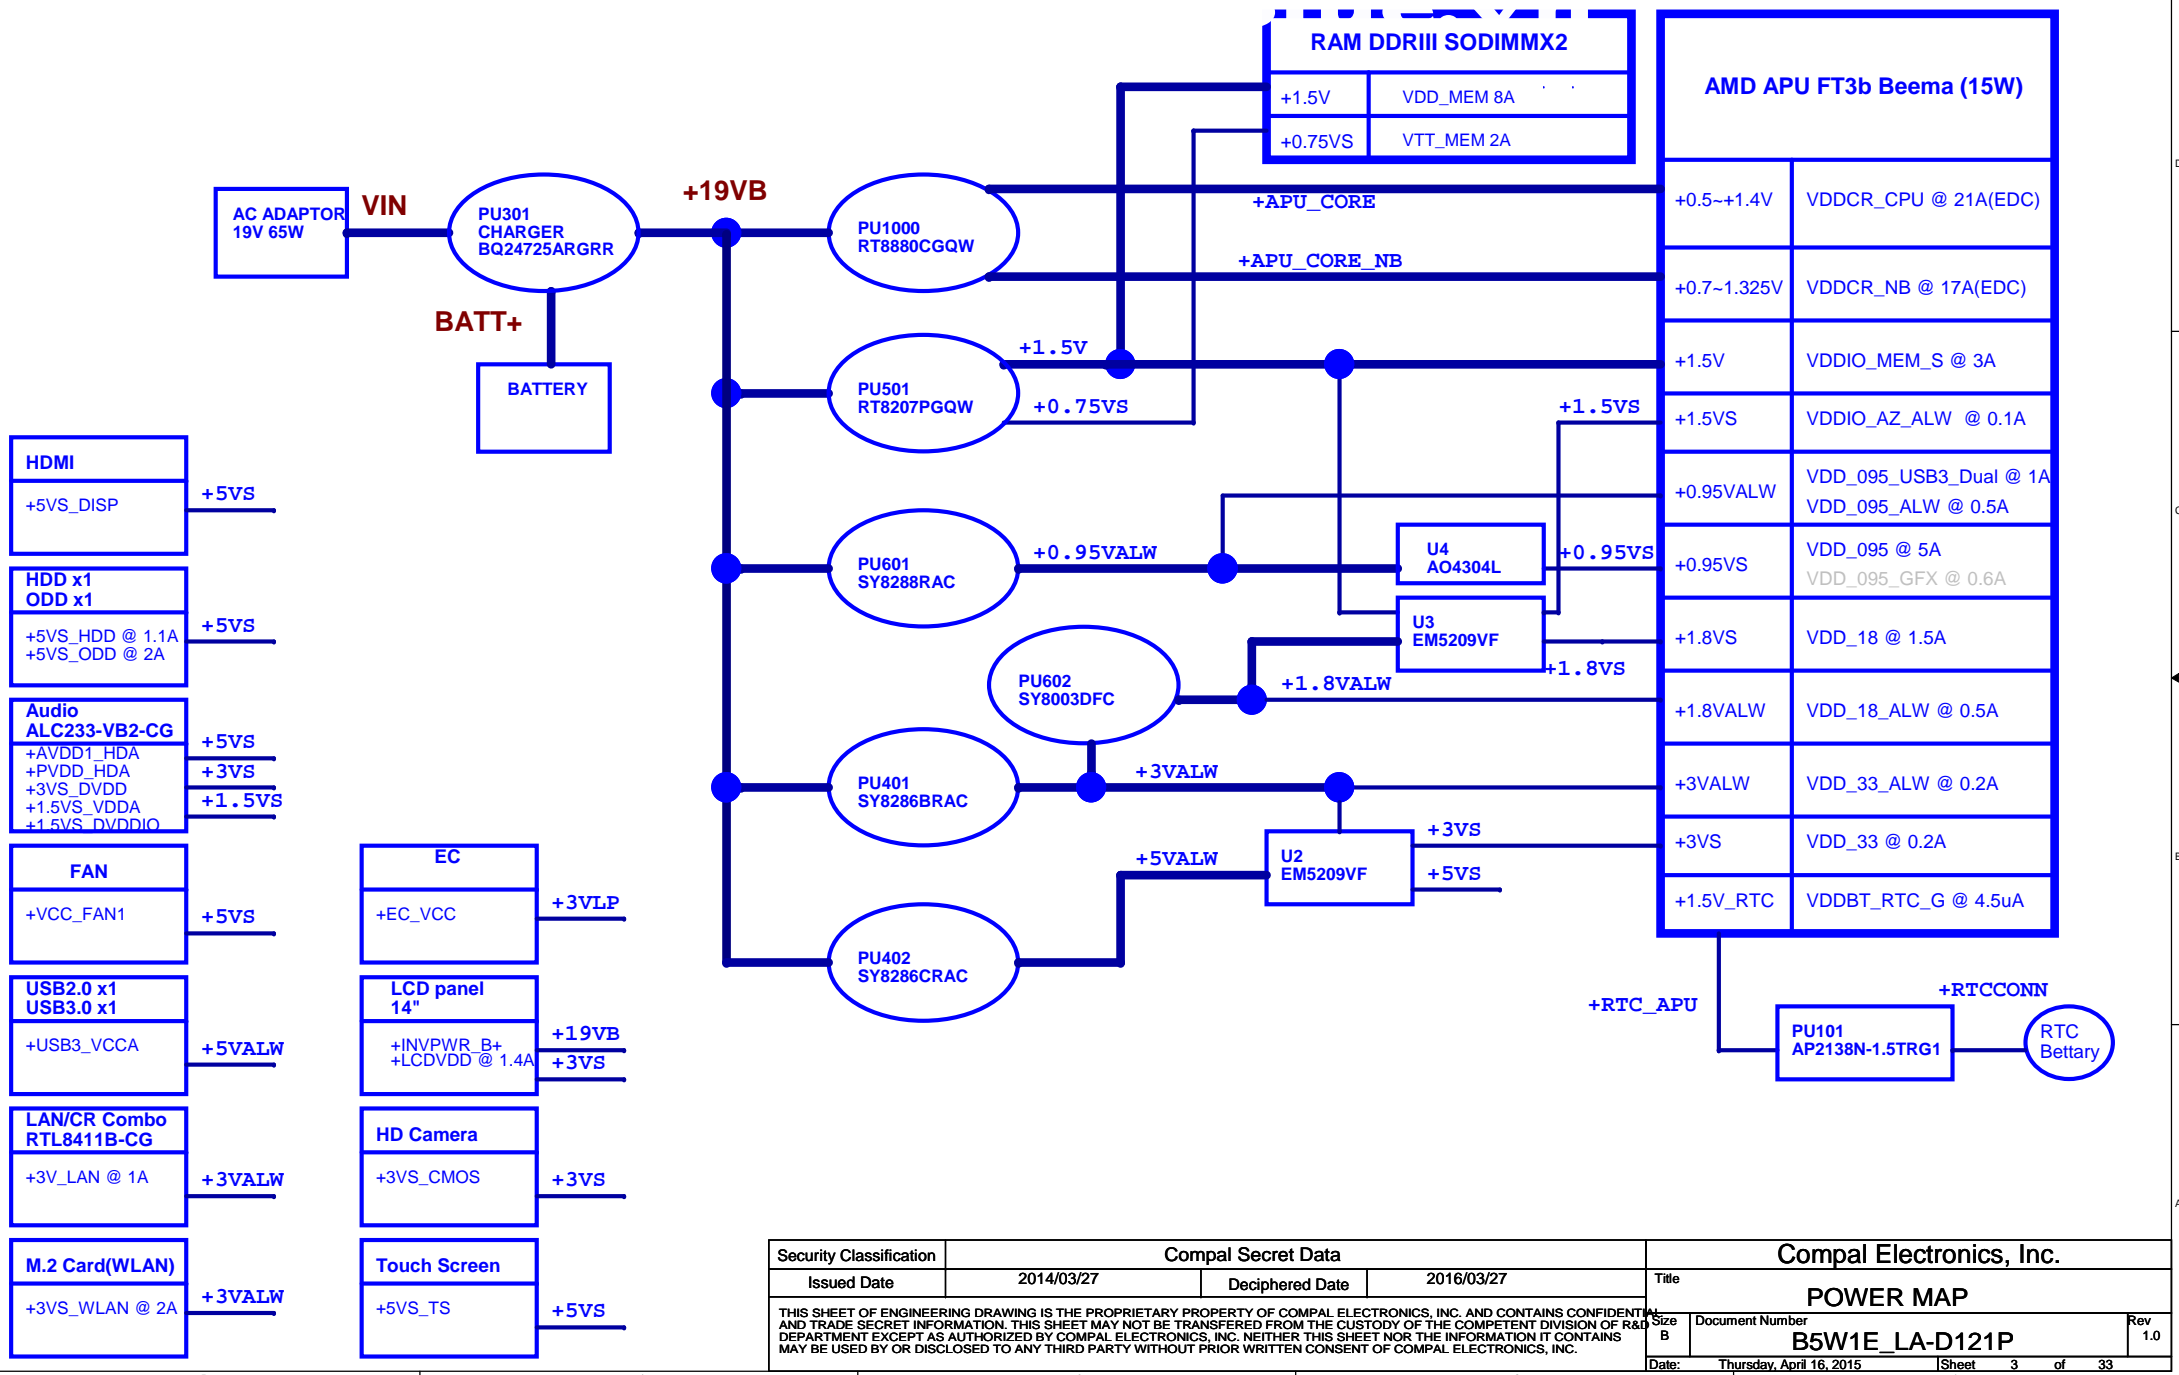 RAM DDRIII SODIMMX2
+1.5V VDD_MEM 8A
+0.75VS VTT_MEM 2A
AMD APU FT3b Beema (15W)
+0.5~+1.4V VDDCR_CPU @ 21A(EDC)
+0.7~1.325V VDDCR_NB @ 17A(EDC)
+1.5V VDDIO_MEM_S @ 3A
+1.5VS VDDIO_AZ_ALW @ 0.1A
+0.95VALW VDD_095_USB3_Dual @ 1A
VDD_095_ALW @ 0.5A
+0.95VS VDD_095 @ 5A
VDD_095_GFX @ 0.6A
+1.8VS VDD_18 @ 1.5A
+1.8VALW VDD_18_ALW @ 0.5A
+3VALW VDD_33_ALW @ 0.2A
+3VS VDD_33 @ 0.2A
+1.5V_RTC VDDBT_RTC_G @ 4.5uA
AC ADAPTOR
19V 65W
VIN
PU301
CHARGER
BQ24725ARGRR
BATT+
BATTERY
+19VB
PU1000
RT8880CGQW
+APU_CORE
+APU_CORE_NB
PU501
RT8207PGQW
+1.5V
+0.75VS
+1.5VS
PU601
SY8288RAC
+0.95VALW
U4
AO4304L
+0.95VS
U3
EM5209VF
+1.8VS
PU602
SY8003DFC
+1.8VALW
PU401
SY8286BRAC
+3VALW
U2
EM5209VF
+3VS
+5VS
+5VALW
PU402
SY8286CRAC
+RTC_APU
PU101
AP2138N-1.5TRG1
+RTCCONN
RTC
Bettary
HDMI
+5VS_DISP
+5VS
HDD x1
ODD x1
+5VS_HDD @ 1.1A
+5VS_ODD @ 2A
+5VS
Audio
ALC233-VB2-CG
+AVDD1_HDA
+PVDD_HDA
+3VS_DVDD
+1.5VS_VDDA
+1.5VS_DVDDIO
+5VS
+3VS
+1.5VS
FAN
+VCC_FAN1
+5VS
USB2.0 x1
USB3.0 x1
+USB3_VCCA
+5VALW
LAN/CR Combo
RTL8411B-CG
+3V_LAN @ 1A
+3VALW
M.2 Card(WLAN)
+3VS_WLAN @ 2A
+3VALW
EC
+EC_VCC
+3VLP
LCD panel
14"
+INVPWR_B+
+LCDVDD @ 1.4A
+19VB
+3VS
HD Camera
+3VS_CMOS
+3VS
Touch Screen
+5VS_TS
+5VS
Security Classification Compal Secret Data
Issued Date 2014/03/27 Deciphered Date 2016/03/27
THIS SHEET OF ENGINEERING DRAWING IS THE PROPRIETARY PROPERTY OF COMPAL ELECTRONICS, INC. AND CONTAINS CONFIDENTIAL
AND TRADE SECRET INFORMATION. THIS SHEET MAY NOT BE TRANSFERED FROM THE CUSTODY OF THE COMPETENT DIVISION OF R&D
DEPARTMENT EXCEPT AS AUTHORIZED BY COMPAL ELECTRONICS, INC. NEITHER THIS SHEET NOR THE INFORMATION IT CONTAINS
MAY BE USED BY OR DISCLOSED TO ANY THIRD PARTY WITHOUT PRIOR WRITTEN CONSENT OF COMPAL ELECTRONICS, INC.
Compal Electronics, Inc.
Title
POWER MAP
Size Document Number Rev
B B5W1E_LA-D121P 1.0
Date: Thursday, April 16, 2015 Sheet 3 of 33